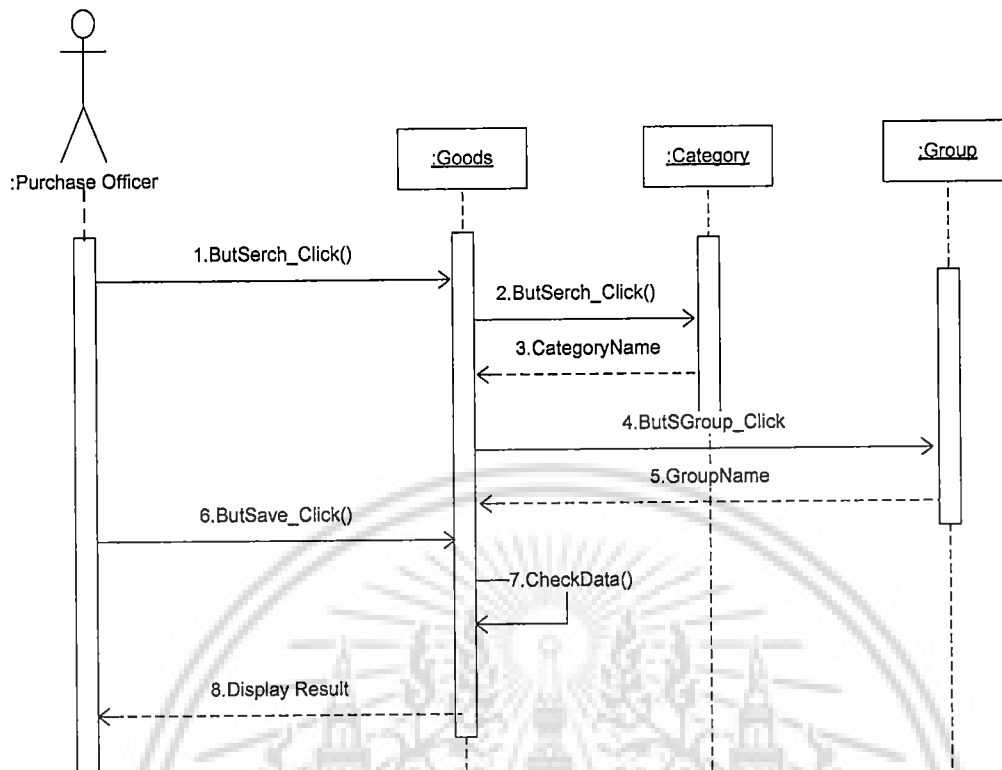 :Purchase Officer
:Goods
:Category
:Group
1.ButSerch_Click()
2.ButSerch_Click()
3.CategoryName
4.ButSGroup_Click
5.GroupName
6.ButSave_Click()
7.CheckData()
8.Display Result